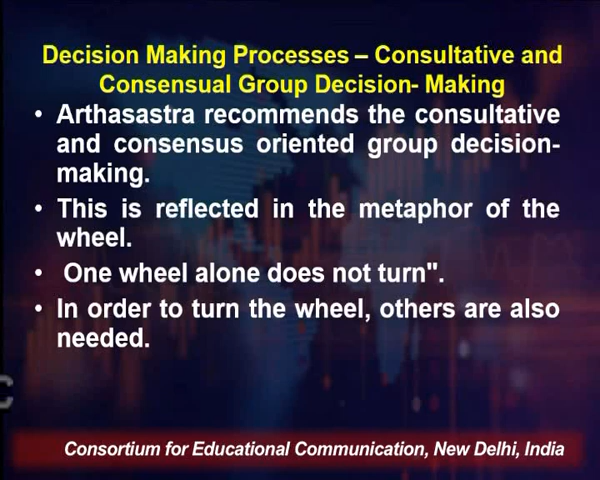 Decision Making Processes – Consultative and
Consensual Group Decision- Making
• Arthasastra recommends the consultative
and consensus oriented group decision-
making.
• This is reflected in the metaphor of the
wheel.
• One wheel alone does not turn".
• In order to turn the wheel, others are also
needed.
C
Consortium for Educational Communication, New Delhi, India